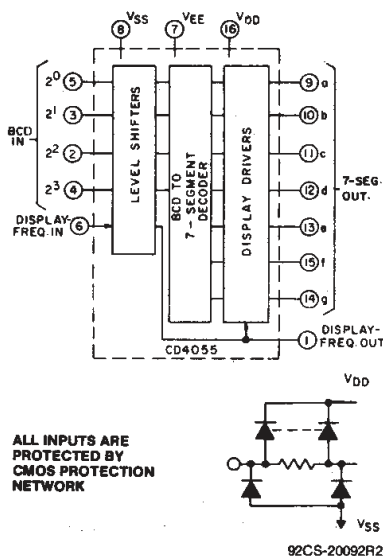 VSS VEE VDD
8 7 16
2⁰ 5
2¹ 3
2² 2
2³ 4
BCD
IN
DISPLAY-
FREQ. IN 6
LEVEL SHIFTERS
BCD TO
7-SEGMENT
DECODER
DISPLAY DRIVERS
9 a
10 b
11 c
12 d
13 e
15 f
14 g
7-SEG.
OUT.
1 DISPLAY-
FREQ. OUT
CD4055
ALL INPUTS ARE
PROTECTED BY
CMOS PROTECTION
NETWORK
VDD
VSS
92CS-20092R2